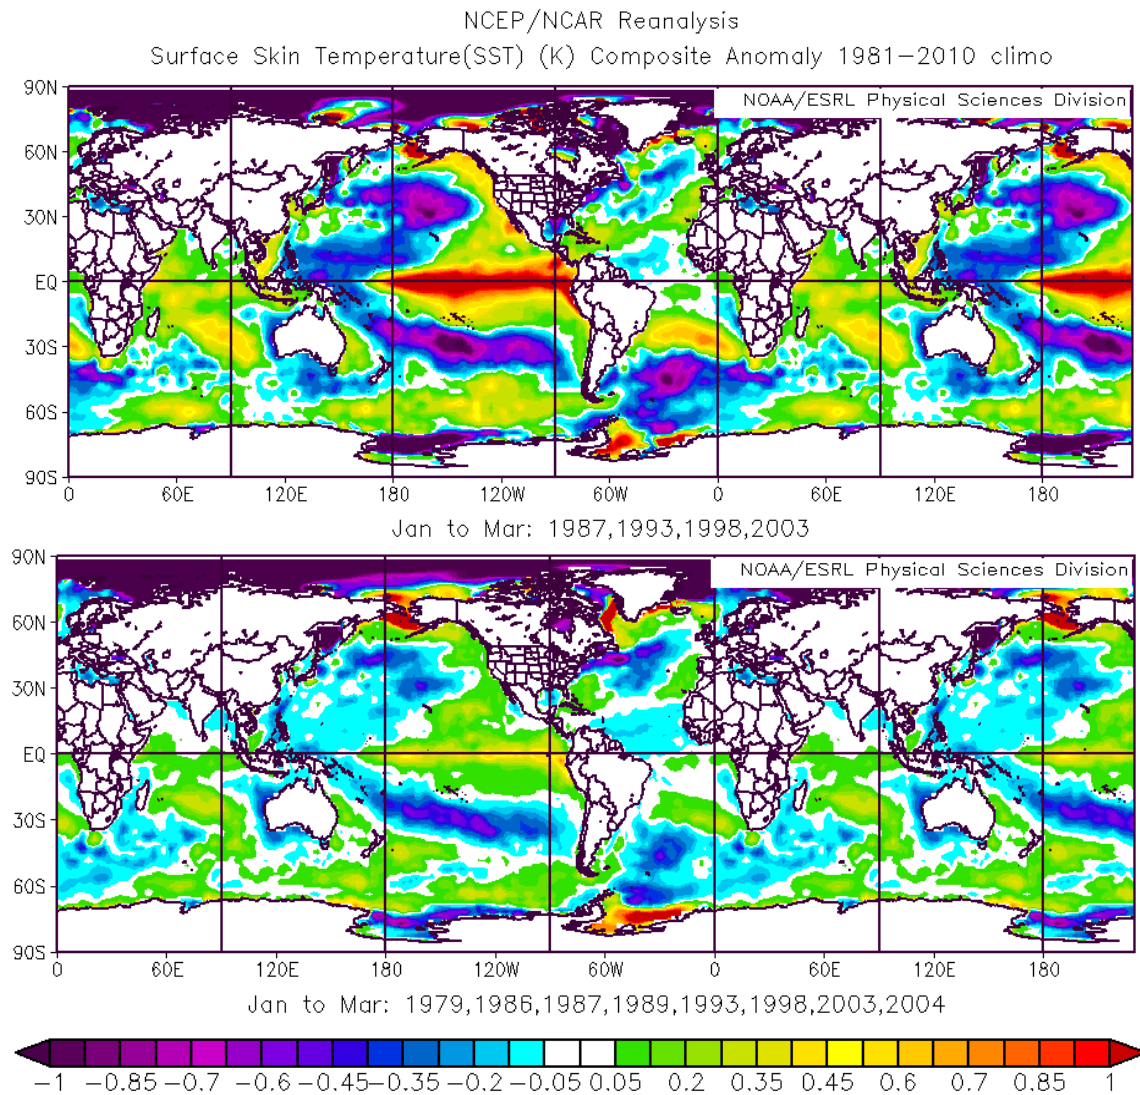 NCEP/NCAR Reanalysis
Surface Skin Temperature(SST) (K) Composite Anomaly 1981−2010 climo
NOAA/ESRL Physical Sciences Division
90N
60N
30N
EQ
30S
60S
90S
0 60E 120E 180 120W 60W 0 60E 120E 180
Jan to Mar: 1987,1993,1998,2003
NOAA/ESRL Physical Sciences Division
90N
60N
30N
EQ
30S
60S
90S
0 60E 120E 180 120W 60W 0 60E 120E 180
Jan to Mar: 1979,1986,1987,1989,1993,1998,2003,2004
−1 −0.85 −0.7 −0.6 −0.45 −0.35 −0.2 −0.05 0.05 0.2 0.35 0.45 0.6 0.7 0.85 1